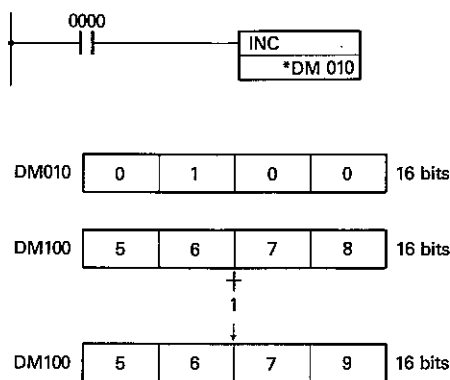 0000
INC
*DM 010
DM010 0 1 0 0 16 bits
DM100 5 6 7 8 16 bits
+
1
DM100 5 6 7 9 16 bits